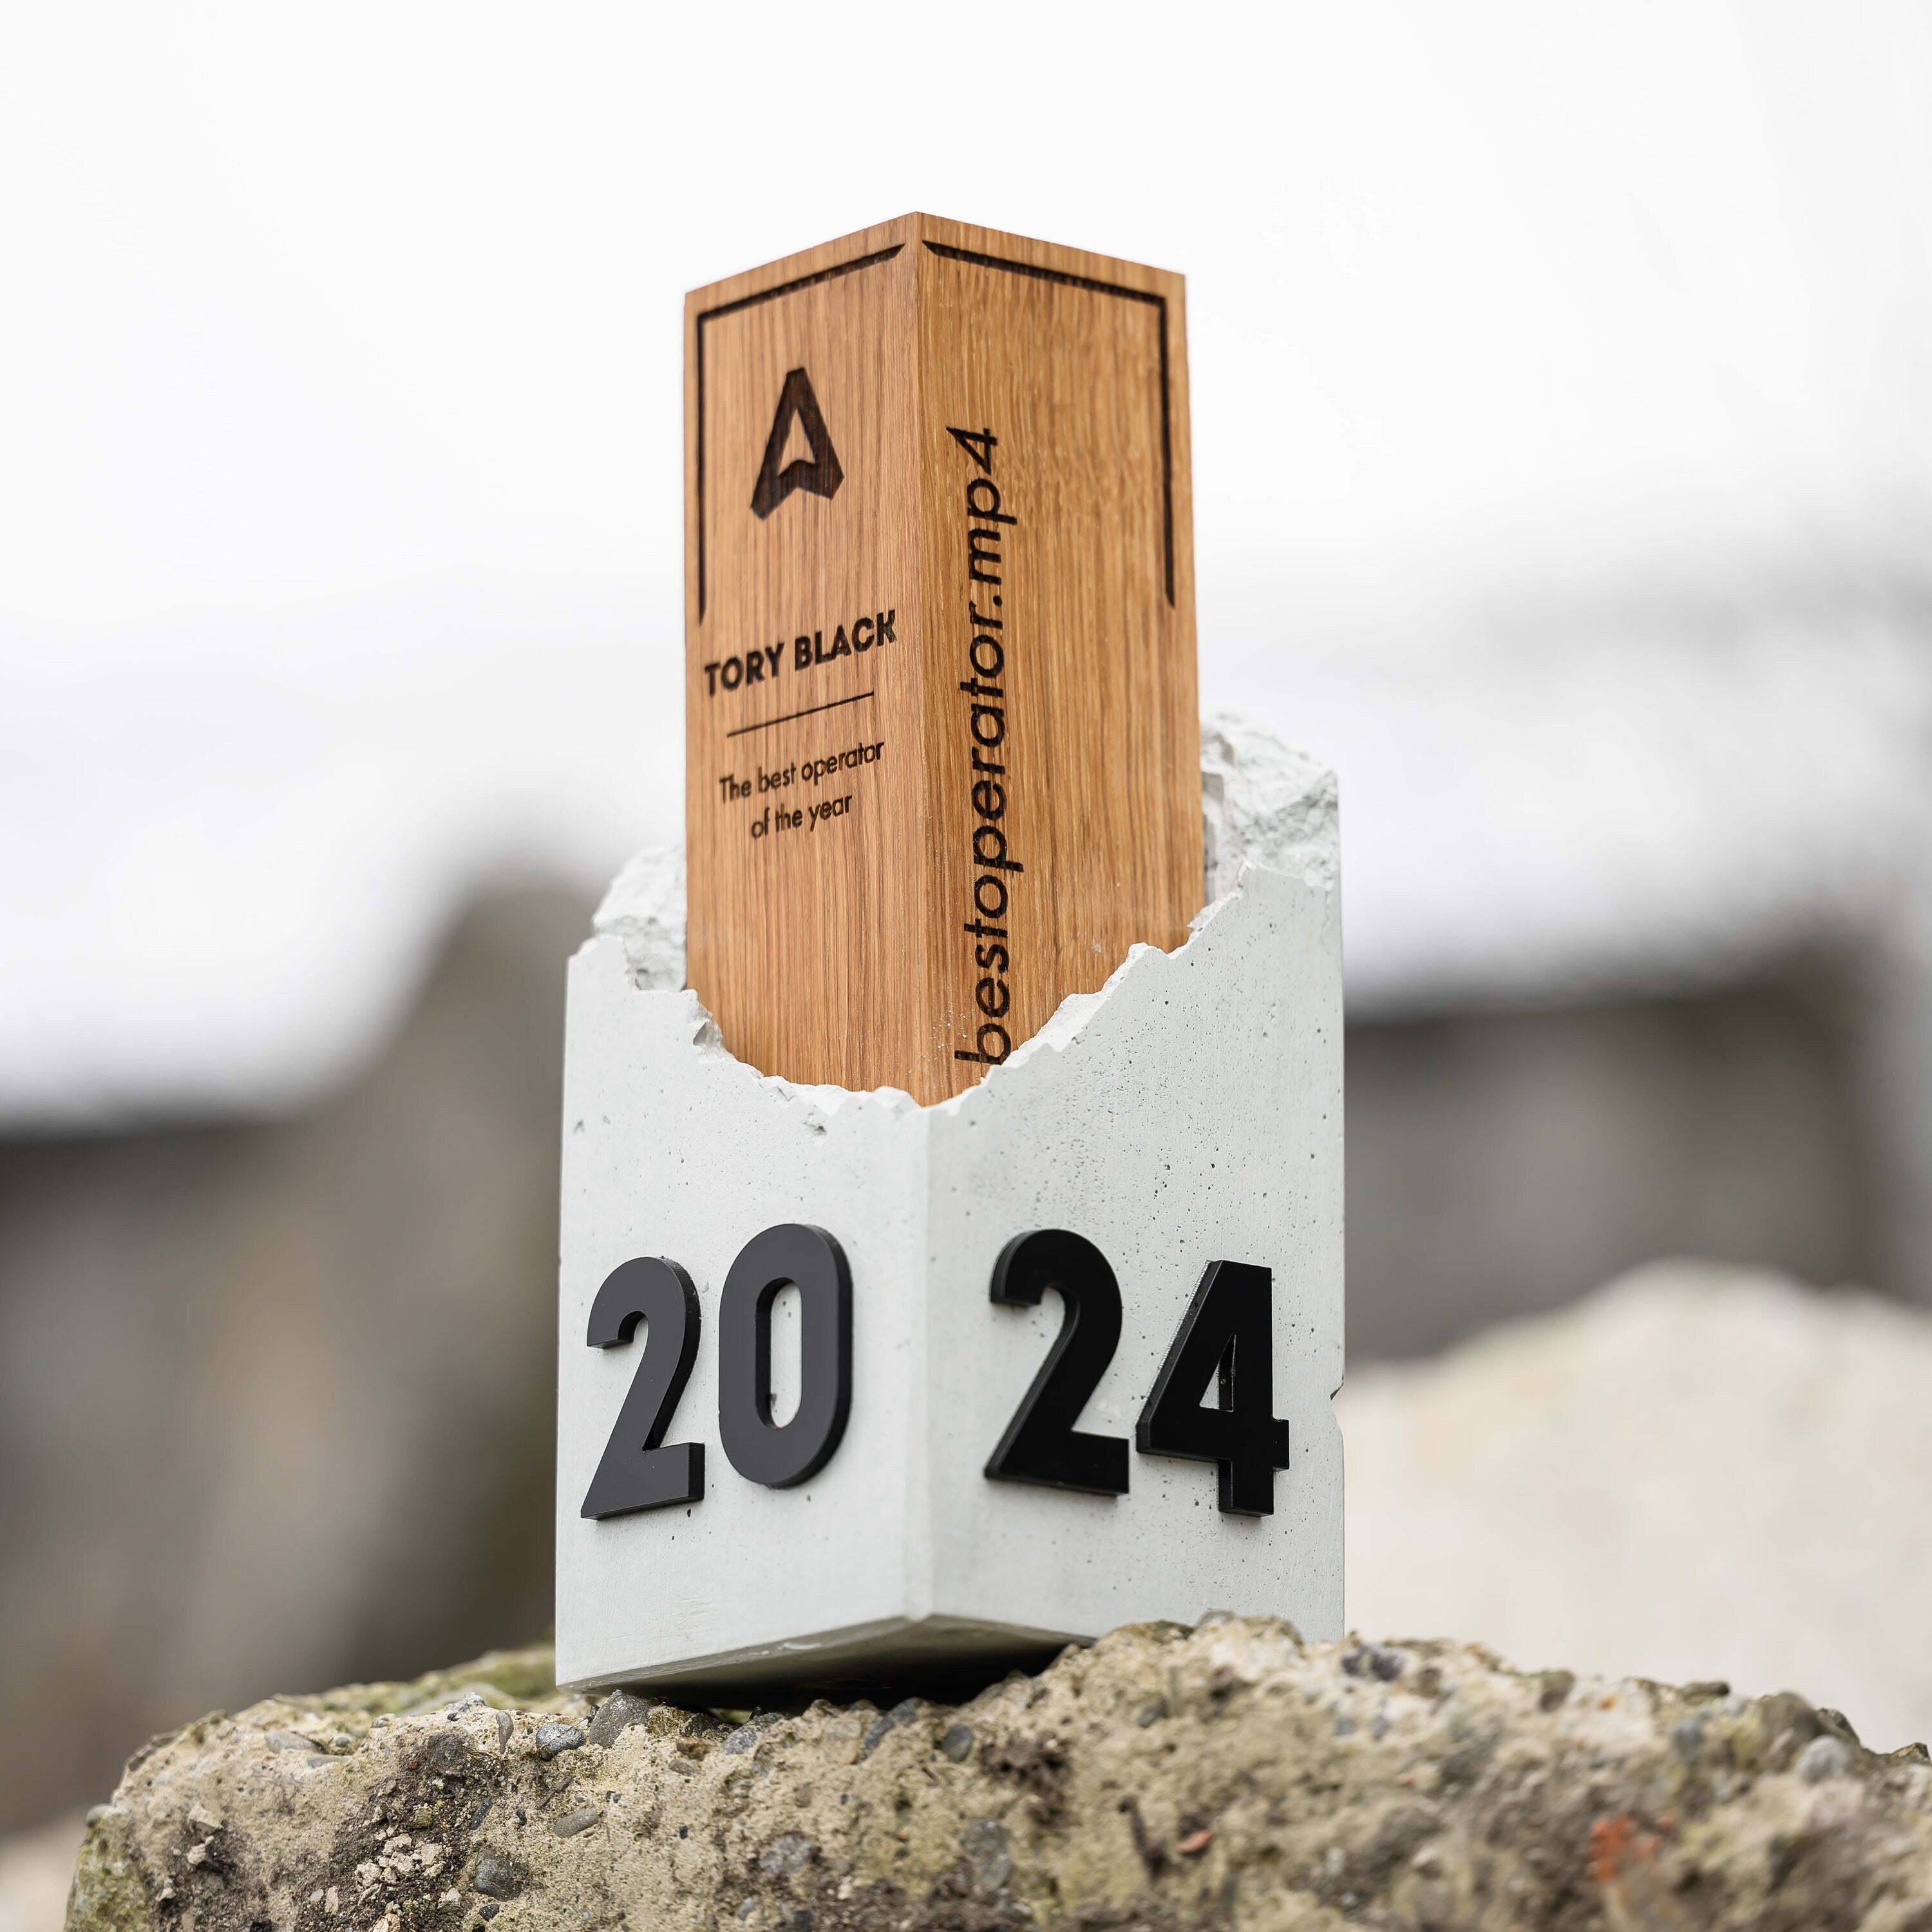 TORY BLACK
The best operator
of the year
bestoperator.mp4
2024